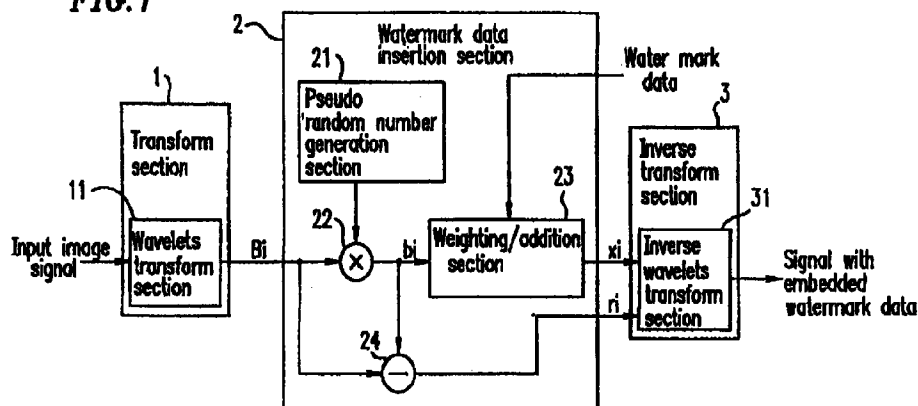 FIG. 7
2
Watermark data
insertion section
21
Pseudo
random number
generation
section
Water mark
data
1
Transform
section
3
Inverse
transform
section
11
Wavelets
transform
section
Input image
signal
Bi
22
×
bi
23
Weighting/addition
section
xi
31
Inverse
wavelets
transform
section
Signal with
embedded
watermark data
ri
24
−